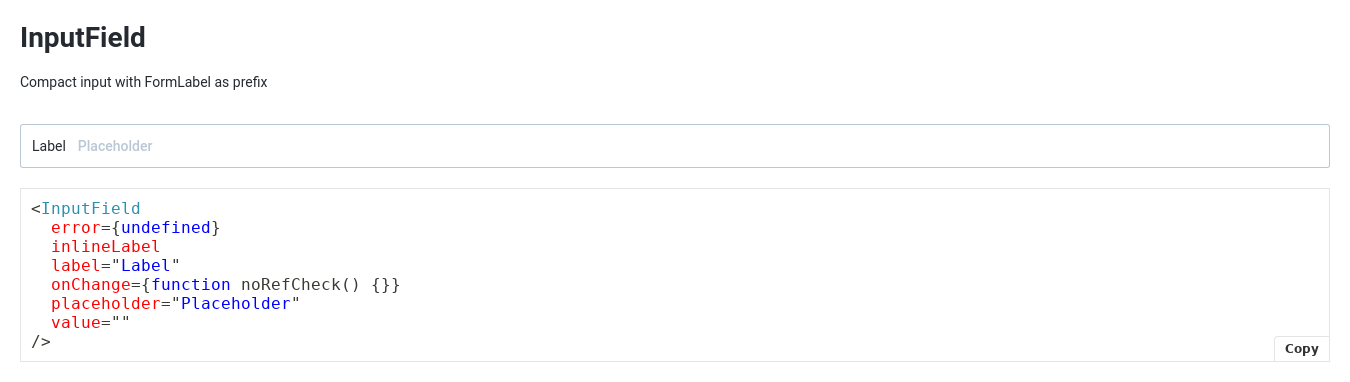 InputField
Compact input with FormLabel as prefix
Label Placeholder
<InputField
  error={undefined}
  inlineLabel
  label="Label"
  onChange={function noRefCheck() {}}
  placeholder="Placeholder"
  value=""
/>
Copy